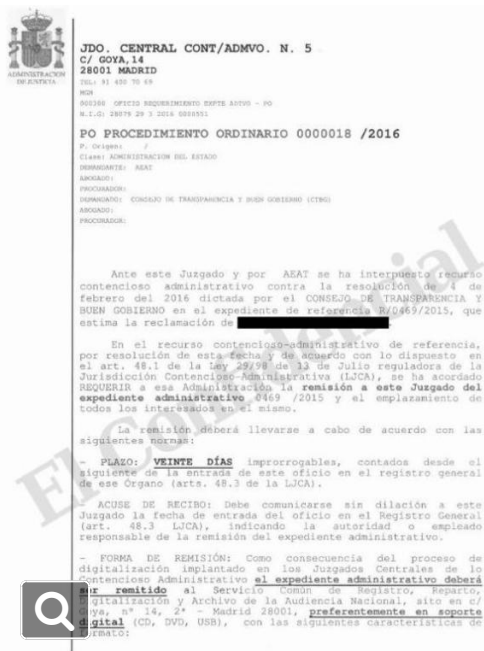 ADMINISTRACION
DE JUSTICIA
JDO. CENTRAL CONT/ADMVO. N. 5
C/ GOYA,14
28001 MADRID
TEL: 91 400 70 69
MGM
000300 OFICIO REQUERIMIENTO EXPTE ADTVO - PO
N.I.G: 28079 29 3 2016 0000551
PO PROCEDIMIENTO ORDINARIO 0000018 /2016
P. Origen: /
Clase: ADMINISTRACION DEL ESTADO
DEMANDANTE: AEAT
ABOGADO:
PROCURADOR:
DEMANDADO: CONSEJO DE TRANSPARENCIA Y BUEN GOBIERNO (CTBG)
ABOGADO:
PROCURADOR:
Ante este Juzgado y por AEAT se ha interpuesto recurso
contencioso administrativo contra la resolución de 4 de
febrero del 2016 dictada por el CONSEJO DE TRANSPARENCIA Y
BUEN GOBIERNO en el expediente de referencia R/0469/2015, que
estima la reclamación de
En el recurso contencioso-administrativo de referencia,
por resolución de esta fecha, de acuerdo con lo dispuesto en
el art. 48.1 de la Ley 29/98 de 13 de Julio reguladora de la
Jurisdicción Contencioso-Administrativa (LJCA), se ha acordado
REQUERIR a esa Administración la remisión a este Juzgado del
expediente administrativo 0469 /2015 y el emplazamiento de
todos los interesados en el mismo.
La remisión deberá llevarse a cabo de acuerdo con las
siguientes normas:
- PLAZO: VEINTE DÍAS improrrogables, contados desde el
siguiente de la entrada de este oficio en el registro general
de ese Órgano (arts. 48.3 de la LJCA).
ACUSE DE RECIBO: Debe comunicarse sin dilación a este
Juzgado la fecha de entrada del oficio en el Registro General
(art. 48.3 LJCA), indicando la autoridad o empleado
responsable de la remisión del expediente administrativo.
- FORMA DE REMISIÓN: Como consecuencia del proceso de
digitalización implantado en los Juzgados Centrales de lo
Contencioso Administrativo el expediente administrativo deberá
ser remitido al Servicio Común de Registro, Reparto,
Digitalización y Archivo de la Audiencia Nacional, sito en c/
Goya, nº 14, 2ª - Madrid 28001, preferentemente en soporte
digital (CD, DVD, USB), con las siguientes características de
formato:
El Confidencial